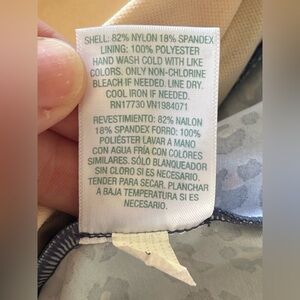 SHELL: 82% NYLON 18% SPANDEX
LINING: 100% POLYESTER
HAND WASH COLD WITH LIKE
COLORS. ONLY NON-CHLORINE
BLEACH IF NEEDED. LINE DRY.
COOL IRON IF NEEDED.
RN17730 VN1984071
REVESTIMIENTO: 82% NAILON
18% SPANDEX FORRO: 100%
POLIÉSTER LAVAR A MANO
CON AGUA FRIA CON COLORES
SIMILARES. SÓLO BLANQUEADOR
SIN CLORO SI ES NECESARIO.
TENDER PARA SECAR. PLANCHAR
A BAJA TEMPERATURA SI ES
NECESARIO.